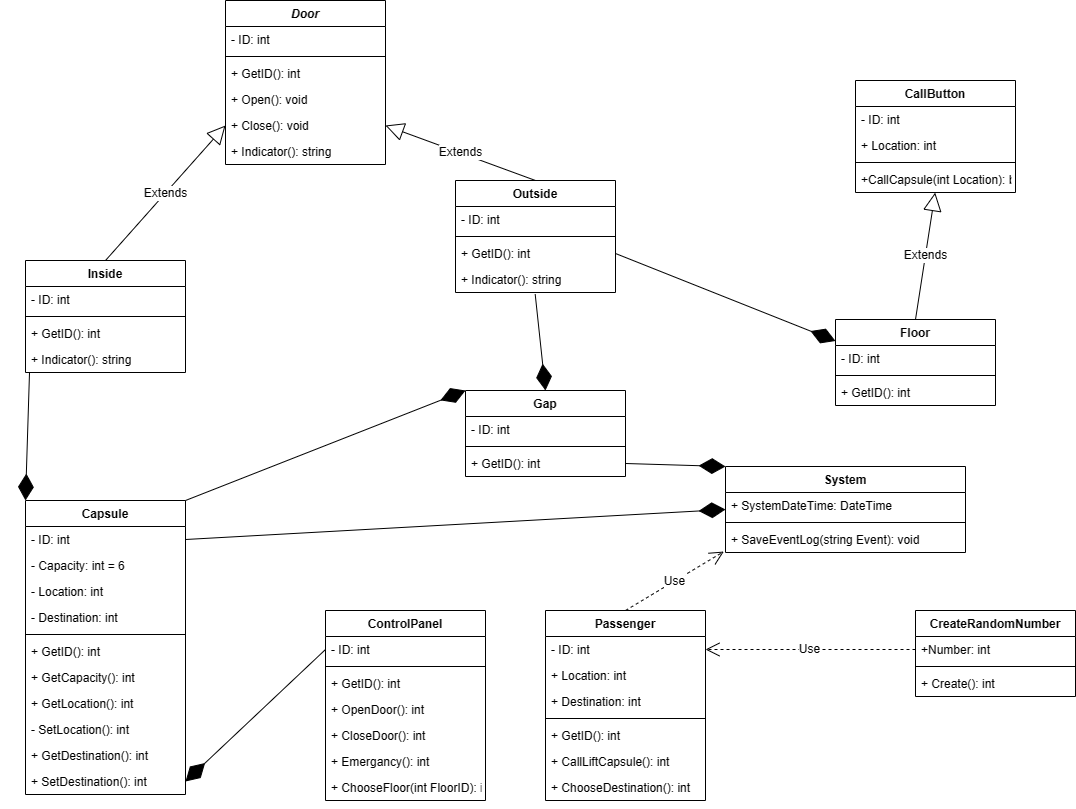 Door
- ID: int
+ GetID(): int
+ Open(): void
+ Close(): void
+ Indicator(): string
Extends
Extends
CallButton
- ID: int
+ Location: int
+CallCapsule(int Location):
Extends
Outside
- ID: int
+ GetID(): int
+ Indicator(): string
Inside
- ID: int
+ GetID(): int
+ Indicator(): string
Floor
- ID: int
+ GetID(): int
Gap
- ID: int
+ GetID(): int
System
+ SystemDateTime: DateTime
+ SaveEventLog(string Event): void
Capsule
- ID: int
- Capacity: int = 6
- Location: int
- Destination: int
+ GetID(): int
+ GetCapacity(): int
+ GetLocation(): int
- SetLocation(): int
+ GetDestination(): int
+ SetDestination(): int
Use
ControlPanel
- ID: int
+ GetID(): int
+ OpenDoor(): int
+ CloseDoor(): int
+ Emergancy(): int
+ ChooseFloor(int FloorID):
Passenger
- ID: int
+ Location: int
+ Destination: int
+ GetID(): int
+ CallLiftCapsule(): int
+ ChooseDestination(): int
Use
CreateRandomNumber
+Number: int
+ Create(): int